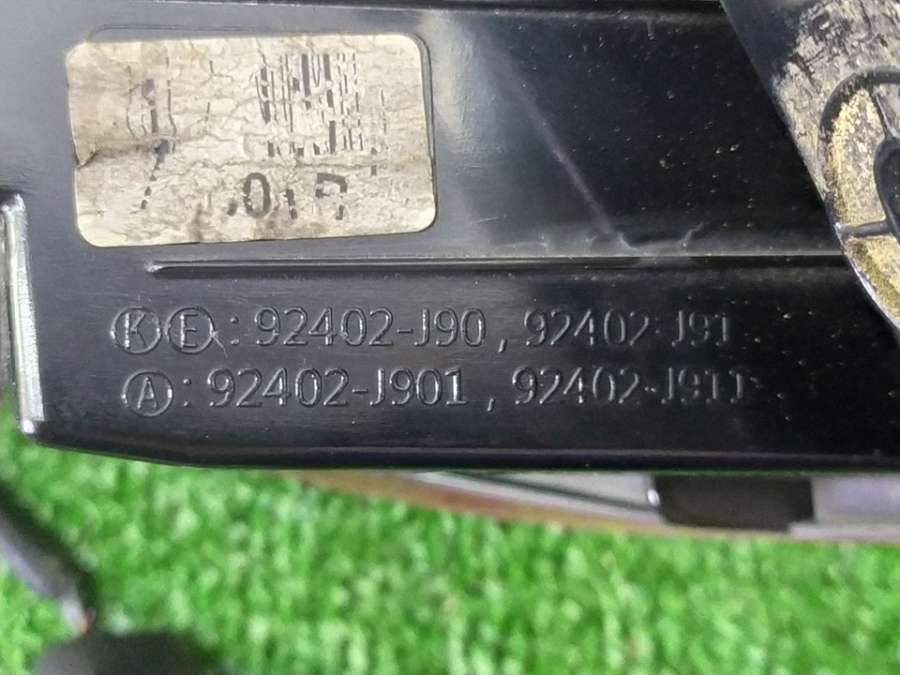 Ⓚ Ⓔ : 92402-J90 , 92402-J91
Ⓐ : 92402-J901 , 92402-J911